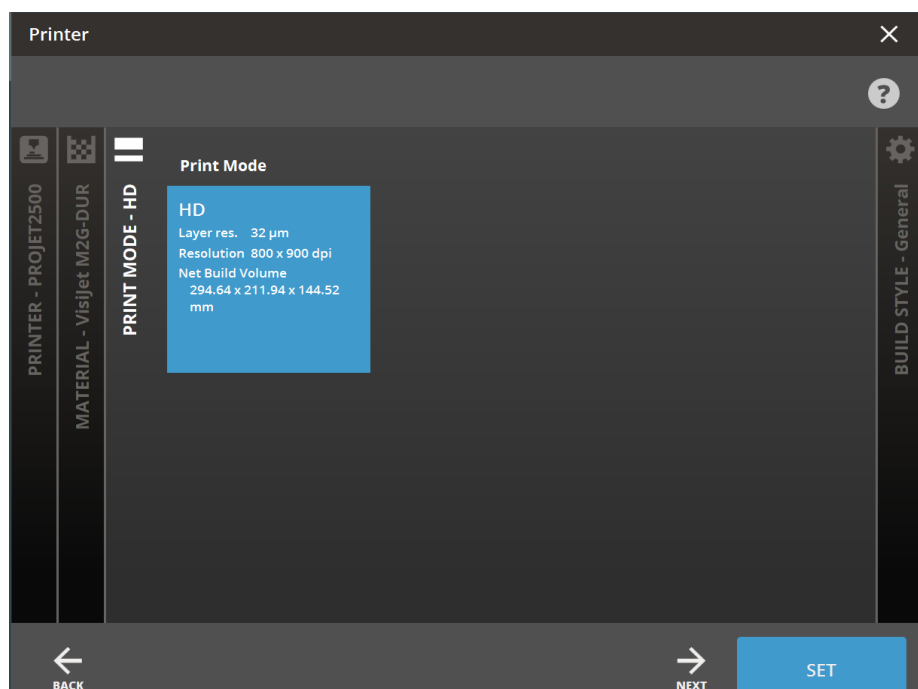 Printer
?
PRINTER - PROJET2500
MATERIAL - VisiJet M2G-DUR
PRINT MODE - HD
Print Mode
HD
Layer res. 32 µm
Resolution 800 x 900 dpi
Net Build Volume
294.64 x 211.94 x 144.52
mm
BUILD STYLE - General
BACK
NEXT
SET